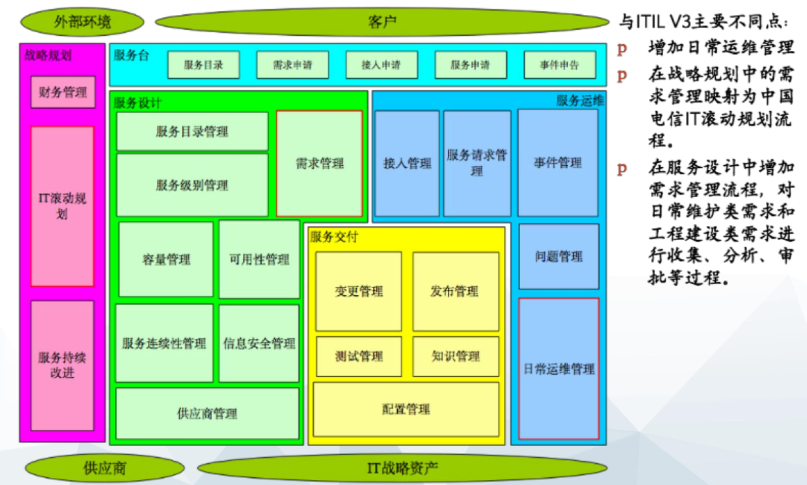 外部环境
客户
战略规划
财务管理
IT滚动规
划
服务持续
改进
服务台
服务目录
需求申请
接入申请
服务申请
事件申告
服务设计
服务目录管理
服务级别管理
需求管理
容量管理
可用性管理
服务连续性管理
信息安全管理
供应商管理
服务交付
变更管理
发布管理
测试管理
知识管理
配置管理
服务运维
接入管理
服务请求管
理
事件管理
问题管理
日常运维管理
供应商
IT战略资产
与ITIL V3主要不同点：
p 增加日常运维管理
p 在战略规划中的需
求管理映射为中国
电信IT滚动规划流
程。
p 在服务设计中增加
需求管理流程，对
日常维护类需求和
工程建设类需求进
行收集、分析、审
批等过程。